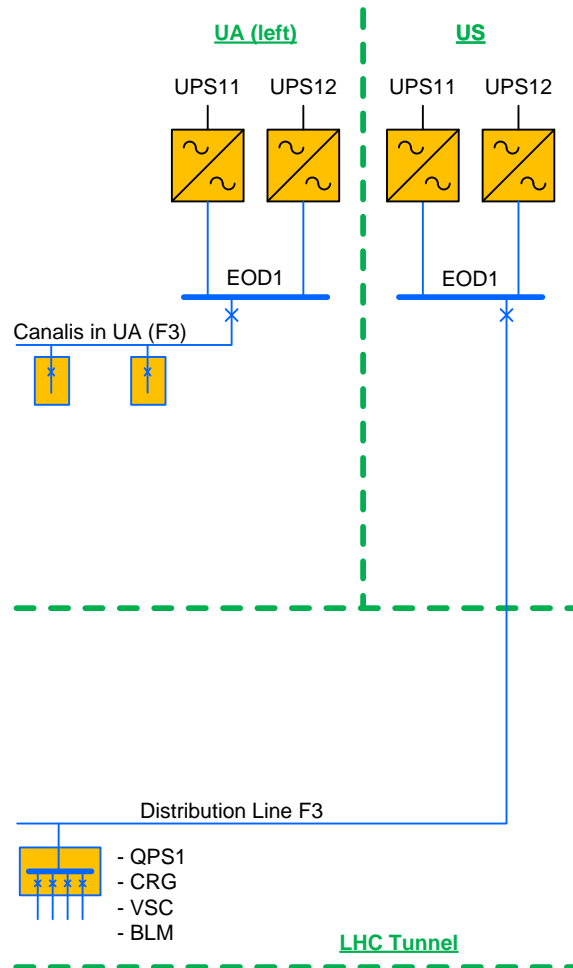 UA (left)
US
UPS11
UPS12
UPS11
UPS12
EOD1
EOD1
Canalis in UA (F3)
Distribution Line F3
- QPS1
- CRG
- VSC
- BLM
LHC Tunnel